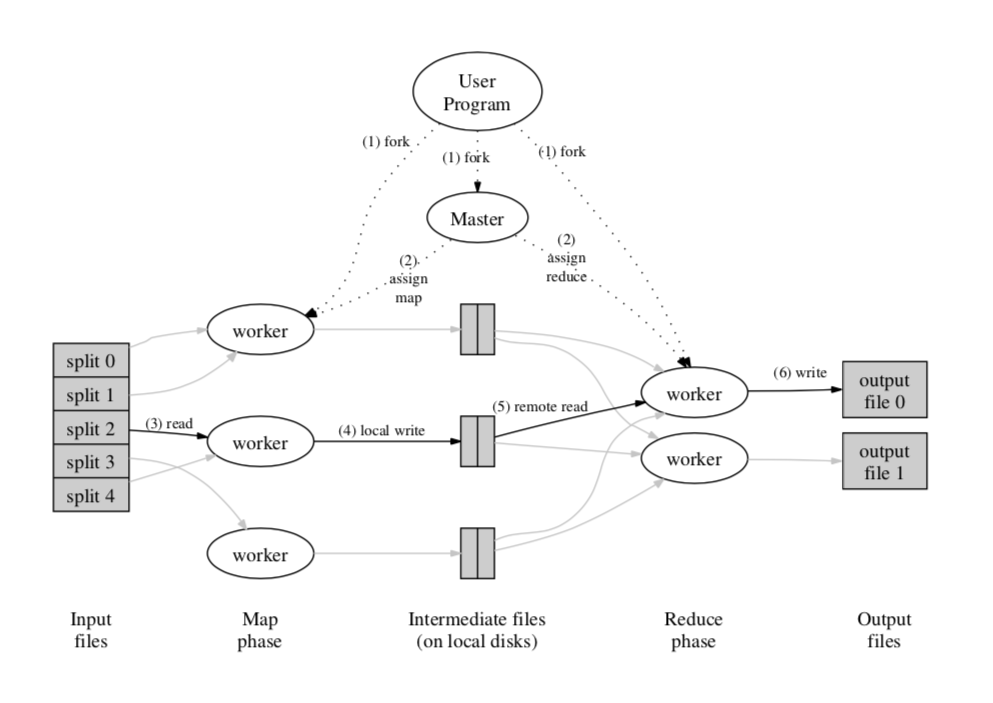 User
Program
(1) fork
(1) fork
(1) fork
Master
(2)
assign
map
(2)
assign
reduce
worker
split 0
split 1
split 2
split 3
split 4
(3) read
worker
(4) local write
(5) remote read
worker
worker
(6) write
output
file 0
worker
output
file 1
Input
files
Map
phase
Intermediate files
(on local disks)
Reduce
phase
Output
files